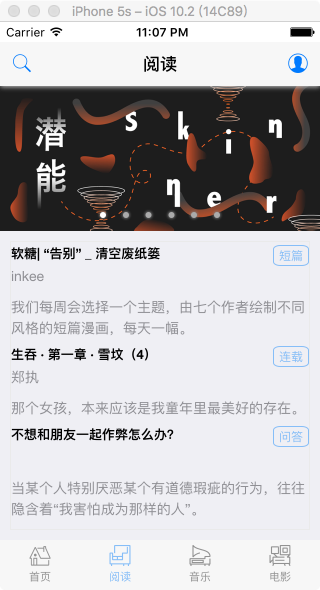 iPhone 5s – iOS 10.2 (14C89)
Carrier 11:07 PM
阅读
潜能
skinner
软糖| “告别” _ 清空废纸篓 短篇
inkee
我们每周会选择一个主题，由七个作者绘制不同
风格的短篇漫画，每天一幅。
生吞 · 第一章 · 雪坟（4） 连载
郑执
那个女孩，本来应该是我童年里最美好的存在。
不想和朋友一起作弊怎么办? 问答
当某个人特别厌恶某个有道德瑕疵的行为，往往
隐含着“我害怕成为那样的人”。
首页 阅读 音乐 电影